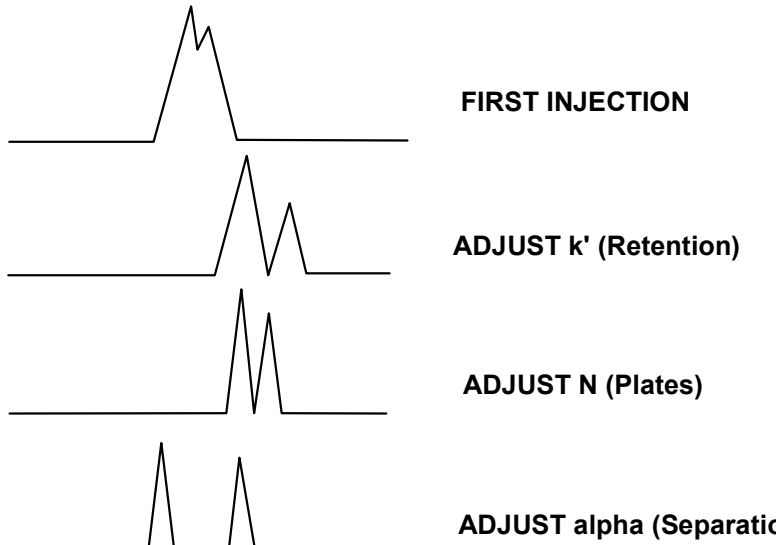 FIRST INJECTION
ADJUST k' (Retention)
ADJUST N (Plates)
ADJUST alpha (Separatio